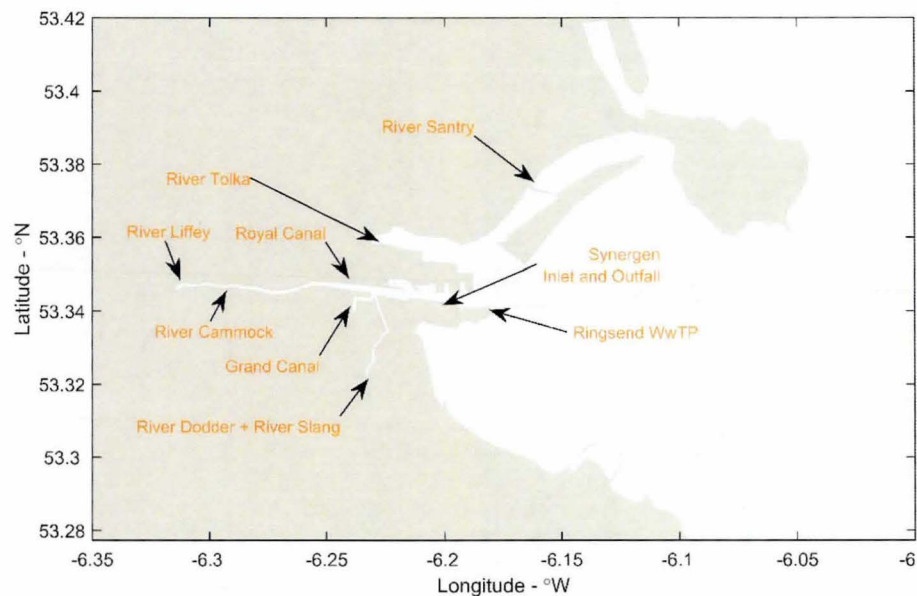 53.42
53.4
River Santry
53.38
River Tolka
53.36
River Liffey
Royal Canal
Synergen
Inlet and Outfall
Latitude - °N
53.34
River Cammock
Ringsend WwTP
Grand Canal
53.32
River Dodder + River Slang
53.3
53.28
-6.35
-6.3
-6.25
-6.2
-6.15
-6.1
-6.05
-6
Longitude - °W